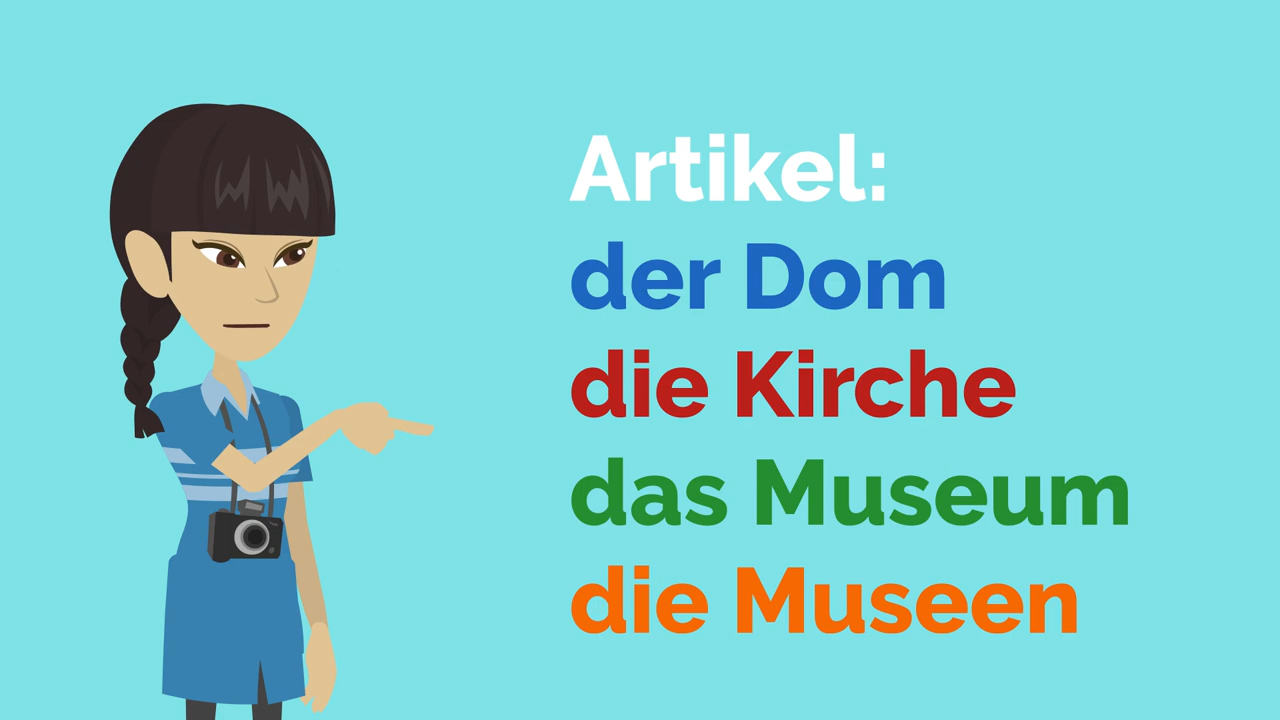 Artikel:
der Dom
die Kirche
das Museum
die Museen